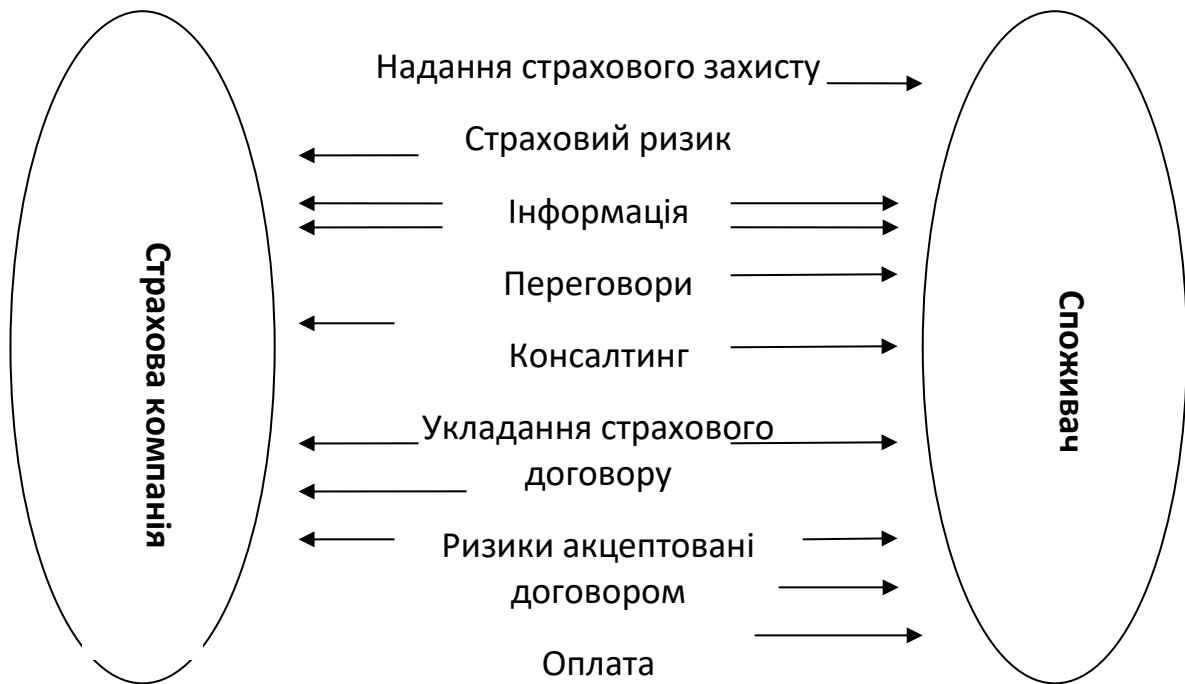 Надання страхового захисту
Страховий ризик
Інформація
Переговори
Консалтинг
Укладання страхового
договору
Ризики акцептовані
договором
Оплата
Страхова компанія
Споживач